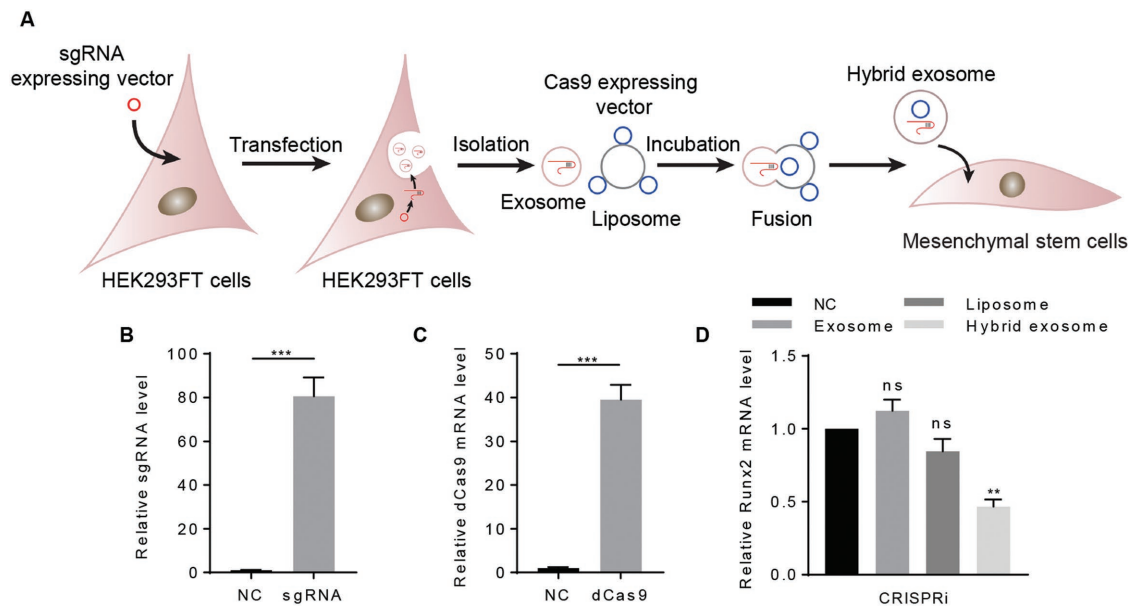 A
sgRNA
expressing vector
Transfection
Isolation
Cas9 expressing
vector
Incubation
Hybrid exosome
Exosome
Liposome
Fusion
HEK293FT cells
HEK293FT cells
Mesenchymal stem cells
NC
Liposome
Exosome
Hybrid exosome
B
Relative sgRNA level
100
80
60
40
20
0
***
NC
sgRNA
C
Relative dCas9 mRNA level
50
40
30
20
10
0
***
NC
dCas9
D
Relative Runx2 mRNA level
1.5
1.0
0.5
0.0
ns
ns
**
CRISPRi